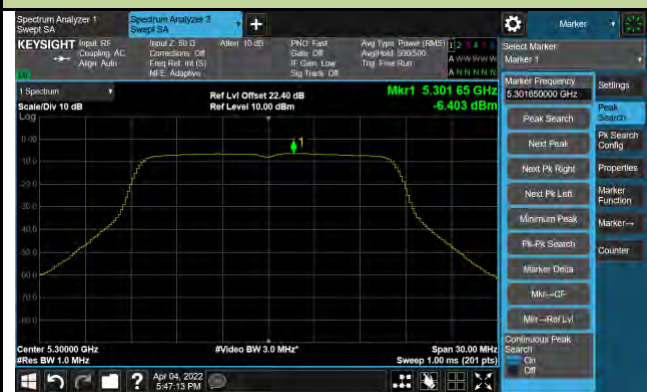 Spectrum Analyzer 1
Swept SA
Spectrum Analyzer 3
Swept SA
+
Marker
KEYSIGHT
Input: RF
Coupling: AC
Align: Auto
Input Z: 50 Ω
Corrections: Off
Freq Ref: Int (S)
NFE: Adaptive
Atten: 10 dB
PNO: Fast
Gate: Off
IF Gain: Low
Sig Track: Off
Avg Type: Power (RMS)
Avg|Hold: 500/500
Trig: Free Run
A N N N N N
Select Marker
Marker 1
1 Spectrum
Scale/Div 10 dB
Log
Ref Lvl Offset 22.40 dB
Ref Level 10.00 dBm
Mkr1 5.301 65 GHz
-6.403 dBm
1
0.00
-10.0
-20.0
-30.0
-40.0
-50.0
-60.0
-70.0
-80.0
Center 5.30000 GHz
#Res BW 1.0 MHz
#Video BW 3.0 MHz*
Span 30.00 MHz
Sweep 1.00 ms (201 pts)
Marker Frequency
5.301650000 GHz
Peak Search
Next Peak
Next Pk Right
Next Pk Left
Minimum Peak
Pk-Pk Search
Marker Delta
Mkr→CF
Mkr→Ref Lvl
Continuous Peak
Search
On
Off
Settings
Peak
Search
Pk Search
Config
Properties
Marker
Function
Marker→
Counter
?
Apr 04, 2022
5:47:13 PM